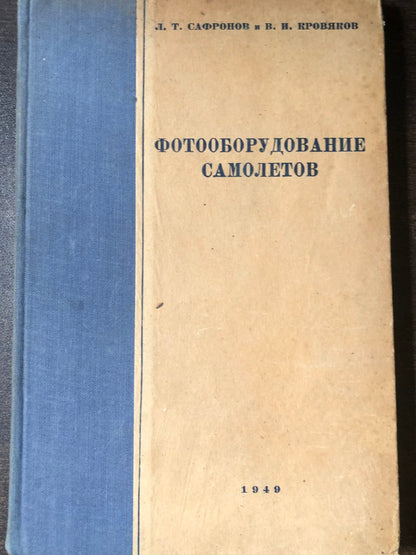 Л. Т. САФРОНОВ и В. И. КРОВЯКОВ
ФОТООБОРУДОВАНИЕ
САМОЛЕТОВ
1949